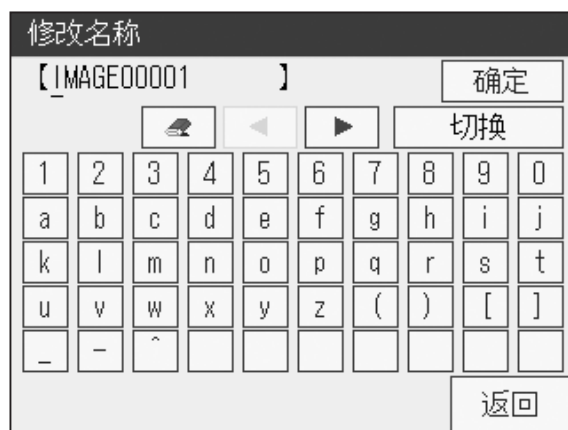 修改名称
【IMAGE00001 】 确定
切换
1 2 3 4 5 6 7 8 9 0
a b c d e f g h i j
k l m n o p q r s t
u v w x y z ( ) [ ]
_ - ^
返回